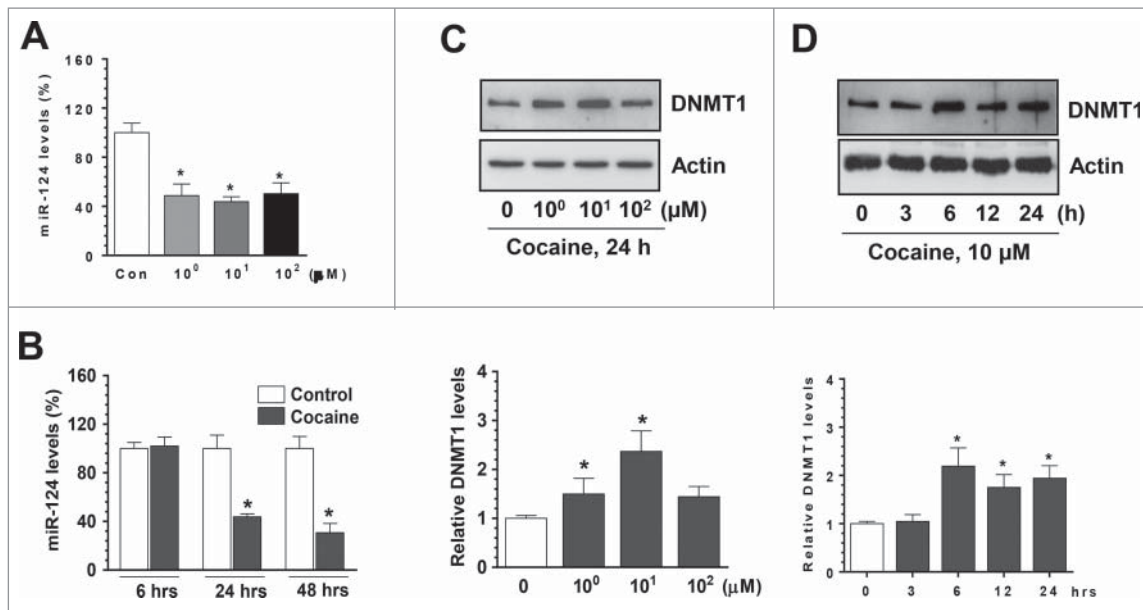 A
miR-124 levels (%)
160
120
80
40
0
* * *
Con 10⁰ 10¹ 10² (µM)
C
DNMT1
Actin
0 10⁰ 10¹ 10² (µM)
Cocaine, 24 h
D
DNMT1
Actin
0 3 6 12 24 (h)
Cocaine, 10 µM
B
miR-124 levels (%)
160
120
80
40
0
Control
Cocaine
* *
6 hrs 24 hrs 48 hrs
Relative DNMT1 levels
4
3
2
1
0
* *
0 10⁰ 10¹ 10² (µM)
Relative DNMT1 levels
4
3
2
1
0
* * *
0 3 6 12 24 hrs